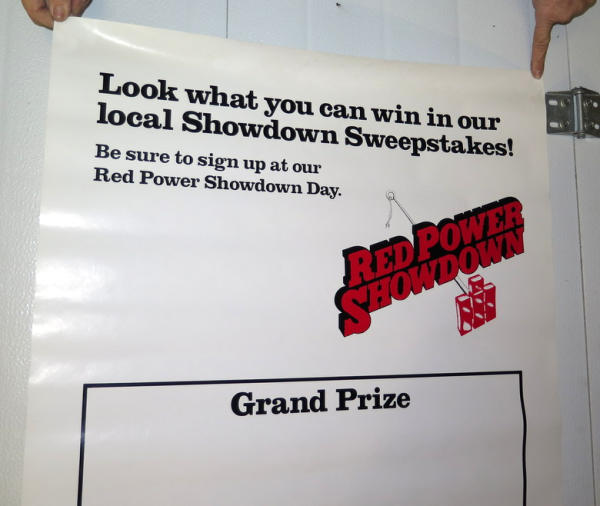 Look what you can win in our
local Showdown Sweepstakes!
Be sure to sign up at our
Red Power Showdown Day.
RED POWER
SHOWDOWN
Grand Prize